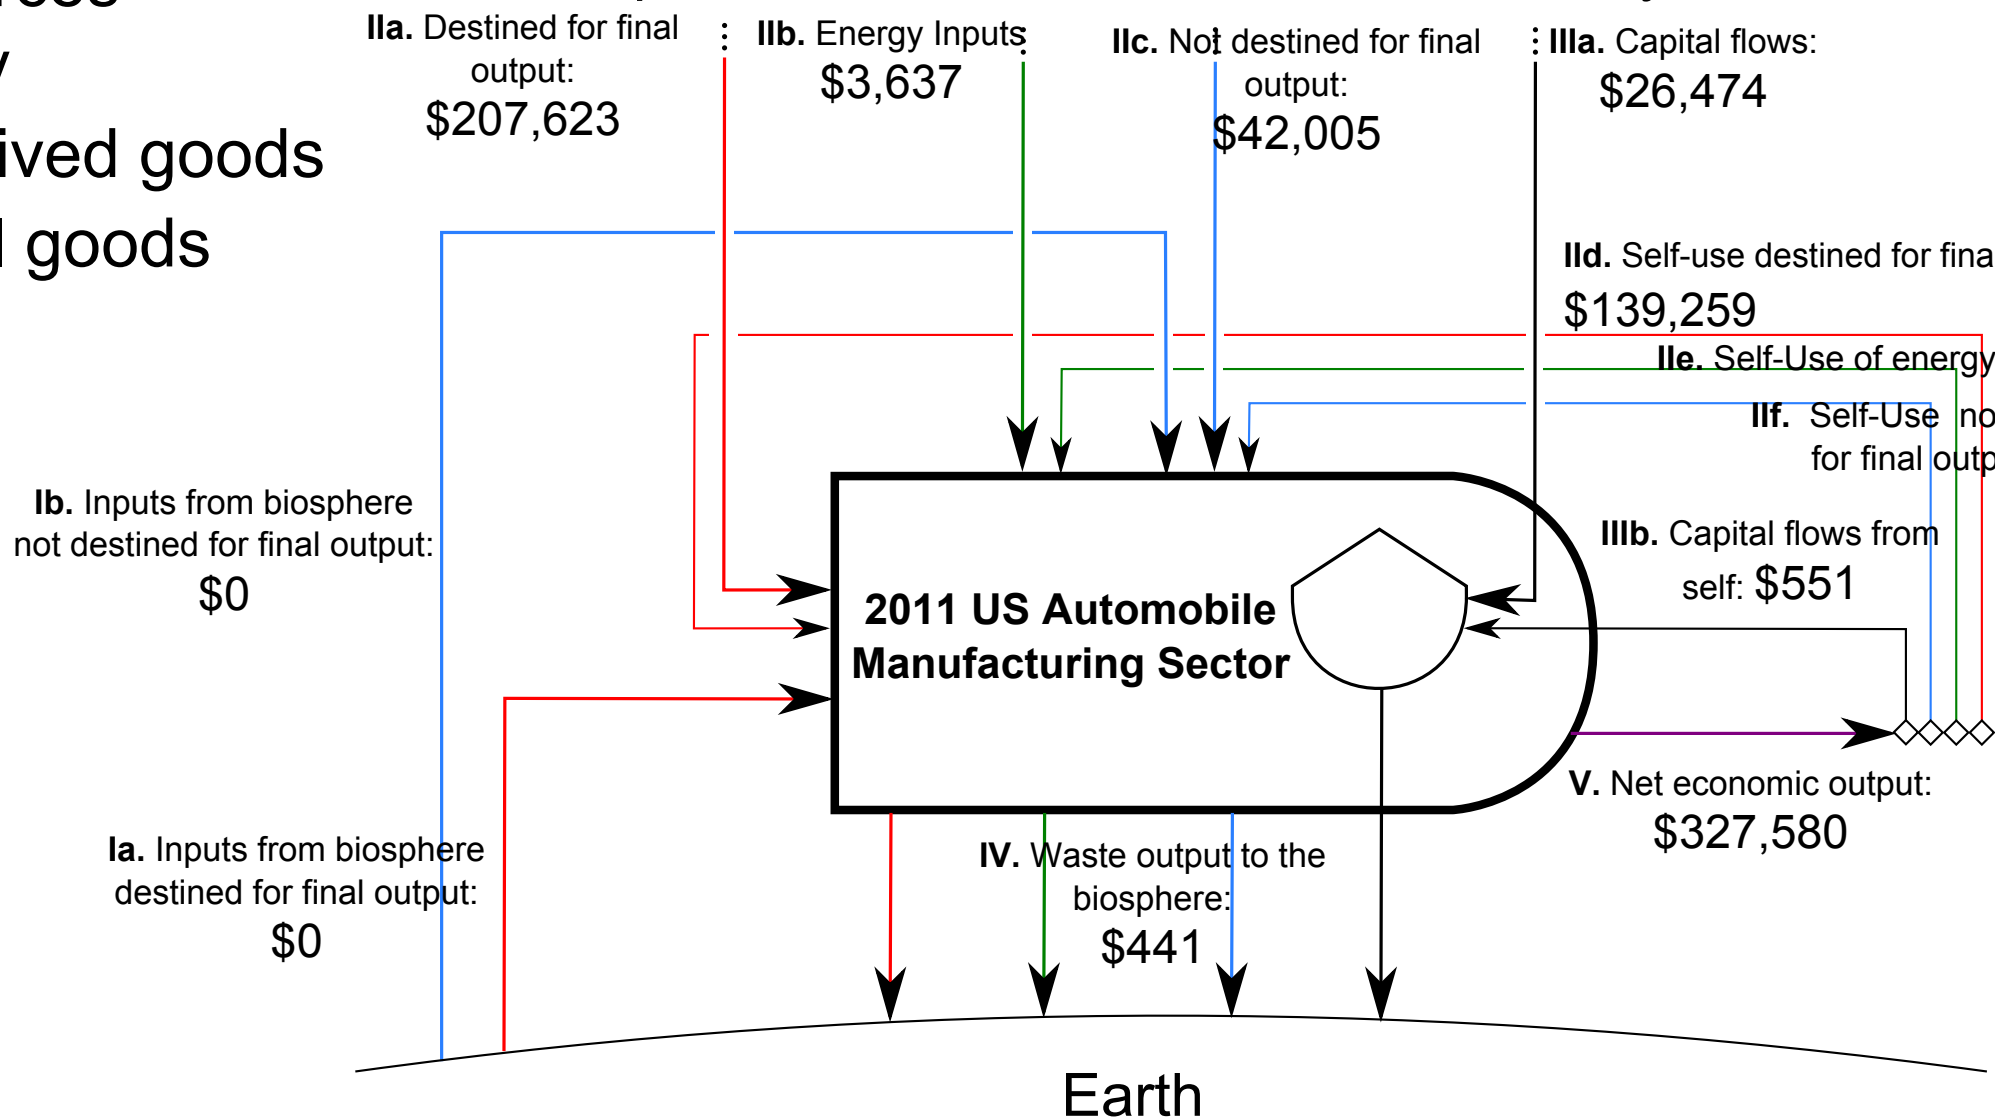 ived goods
goods
IIa. Destined for final
output:
$207,623
IIb. Energy Inputs
$3,637
IIc. Not destined for final
output:
$42,005
IIIa. Capital flows:
$26,474
IId. Self-use destined for fina
$139,259
IIe. Self-Use of energy
IIf. Self-Use no
for final outp
IIIb. Capital flows from
self: $551
Ib. Inputs from biosphere
not destined for final output:
$0
2011 US Automobile
Manufacturing Sector
V. Net economic output:
$327,580
Ia. Inputs from biosphere
destined for final output:
$0
IV. Waste output to the
biosphere:
$441
Earth